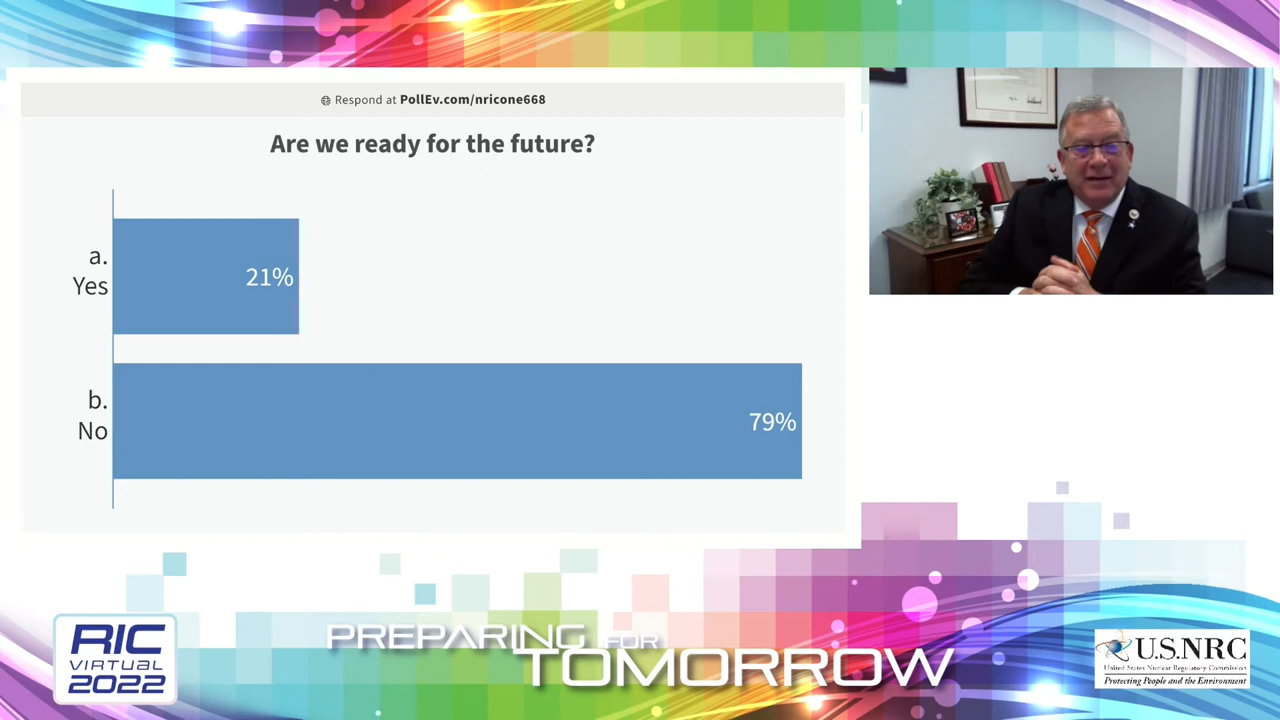 Respond at PollEv.com/nricone668
Are we ready for the future?
a.
Yes
21%
b.
No
79%
RIC
VIRTUAL
2022
PREPARING FOR
TOMORROW
U.S.NRC
United States Nuclear Regulatory Commission
Protecting People and the Environment